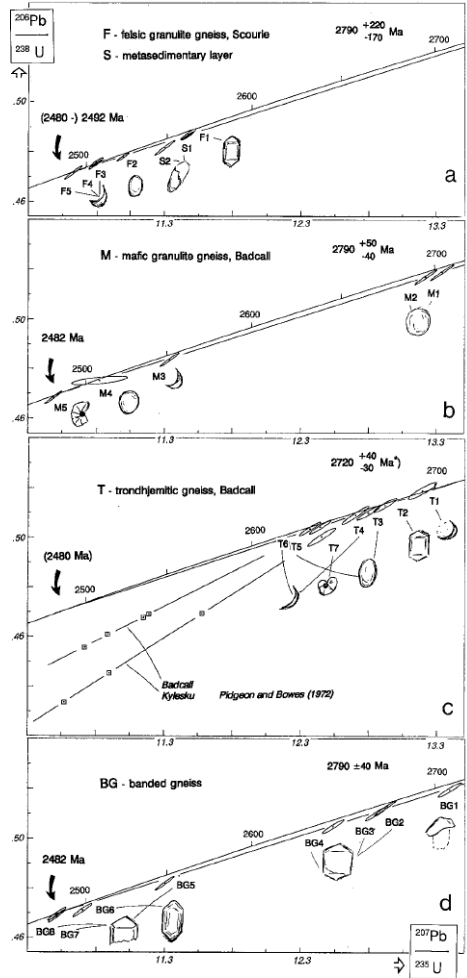 206Pb
238 U
F - felsic granulite gneiss, Scourie
S - metasedimentary layer
2790 +220 -170 Ma
2700
2600
.50
(2480 -) 2492 Ma
2500
F1
S1
S2
F2
F3
F4
F5
.46
a
11.3
12.3
13.3
M - mafic granulite gneiss, Badcall
2790 +50 -40 Ma
2700
M2 M1
.50
2600
2482 Ma
2500
M3
M4
M5
.46
b
11.3
12.3
13.3
2720 +40 -30 Ma*)
T - trondhjemitic gneiss, Badcall
2700
.50
2600
T1
T2
T3
T4
T6 T5
T7
(2480 Ma)
2500
.46
Badcall
Kylesku
Pidgeon and Bowes (1972)
c
11.3
12.3
13.3
2790 ±40 Ma
BG - banded gneiss
2700
BG1
.50
2600
BG2
BG3
BG4
2482 Ma
2500
BG5
BG6
BG8 BG7
.46
d
11.3
12.3
207Pb
235 U